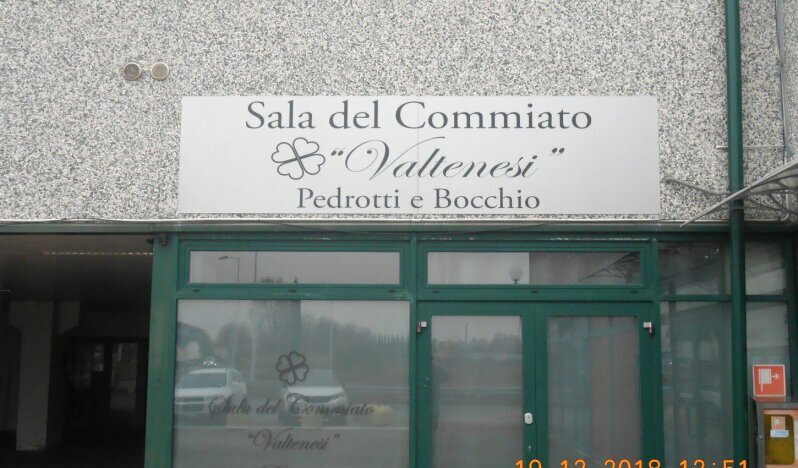 Sala del Commiato
“Valtenesi”
Pedrotti e Bocchio
Sala del Commiato
“Valtenesi”